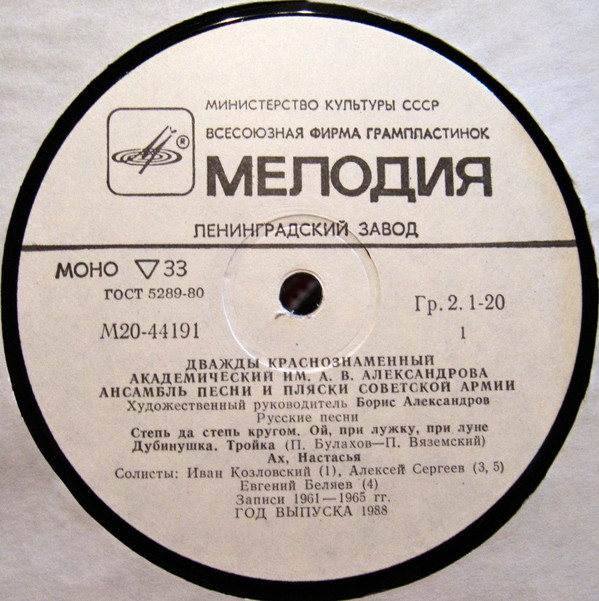 МИНИСТЕРСТВО КУЛЬТУРЫ СССР
ВСЕСОЮЗНАЯ ФИРМА ГРАМПЛАСТИНОК
®
МЕЛОДИЯ
ЛЕНИНГРАДСКИЙ ЗАВОД
МОНО ▽ 33
ГОСТ 5289-80
Гр. 2. 1-20
М20-44191
1
ДВАЖДЫ КРАСНОЗНАМЕННЫЙ
АКАДЕМИЧЕСКИЙ ИМ. А. В. АЛЕКСАНДРОВА
АНСАМБЛЬ ПЕСНИ И ПЛЯСКИ СОВЕТСКОЙ АРМИИ
Художественный руководитель Борис Александров
Русские песни
Степь да степь кругом. Ой, при лужку, при луне
Дубинушка. Тройка (П. Булахов—П. Вяземский)
Ах, Настасья
Солисты: Иван Козловский (1), Алексей Сергеев (3, 5)
Евгений Беляев (4)
Записи 1961—1965 гг.
ГОД ВЫПУСКА 1988